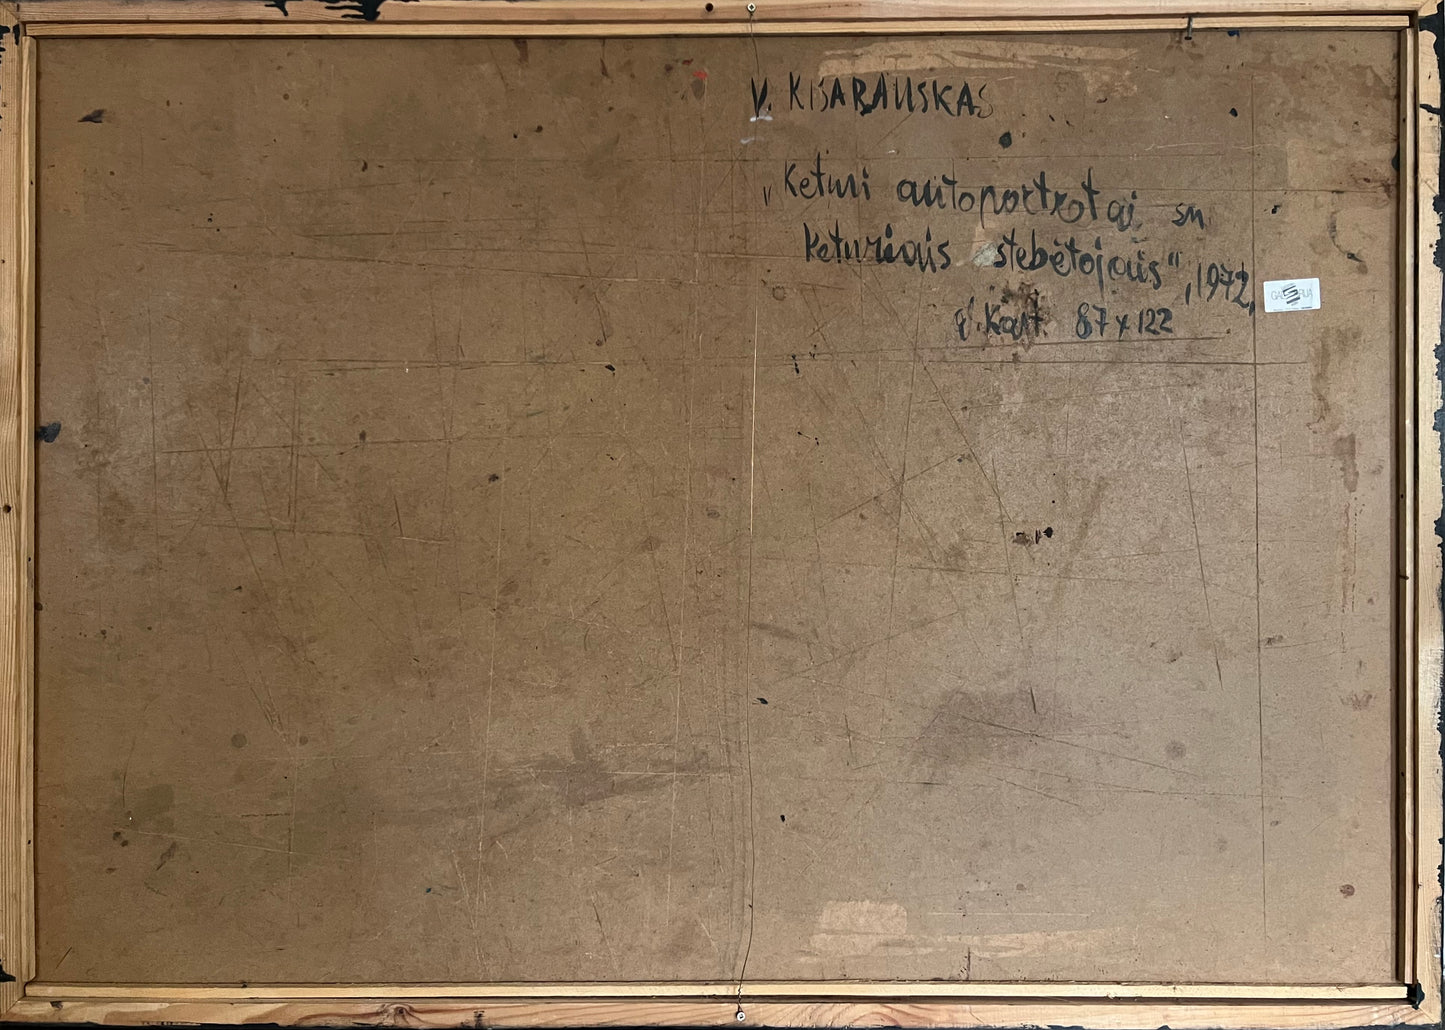 V. KISARAUSKAS
„Keturi autoportretai su
keturiais stebėtojais“, 1972,
Kart. 87 x 122